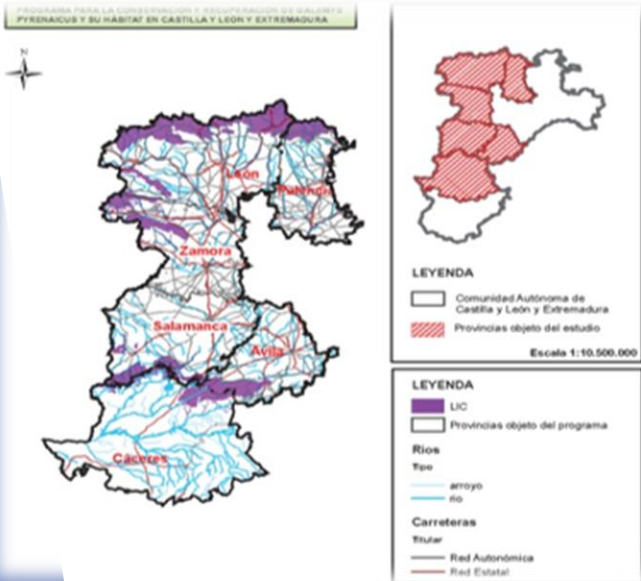 PROGRAMA PARA LA CONSERVACIÓN Y RECUPERACIÓN DE GALEMYS
PYRENAICUS Y SU HÁBITAT EN CASTILLA Y LEÓN Y EXTREMADURA
N
León
Palencia
Zamora
Salamanca
Ávila
Cáceres
LEYENDA
Comunidad Autónoma de
Castilla y León y Extremadura
Provincias objeto del estudio
Escala 1:10.500.000
LEYENDA
LIC
Provincias objeto del programa
Rios
Tipo
arroyo
río
Carreteras
Titular
Red Autonómica
Red Estatal